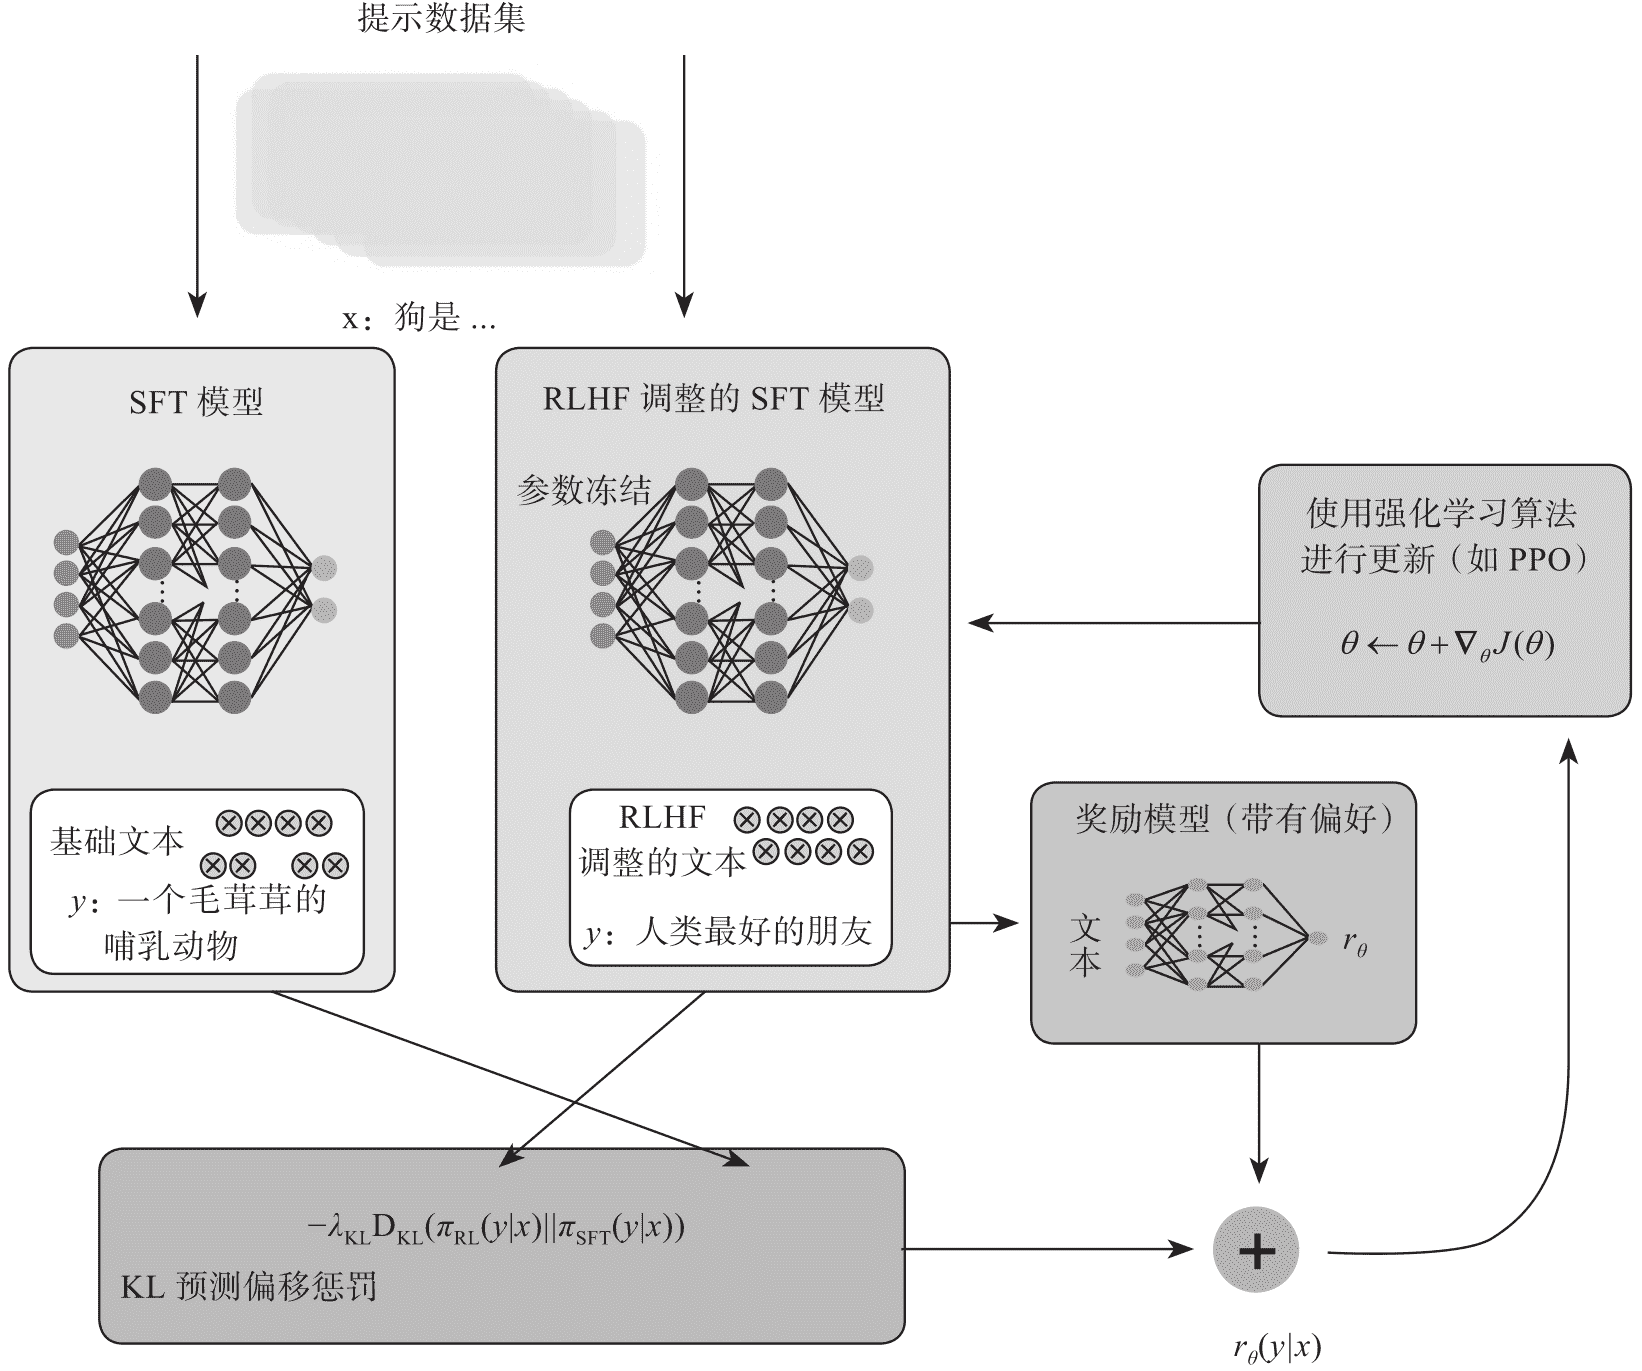 提示数据集
x：狗是 ...
SFT 模型
RLHF 调整的 SFT 模型
参数冻结
使用强化学习算法
进行更新（如 PPO）
θ ← θ + ∇θJ(θ)
基础文本
y：一个毛茸茸的
哺乳动物
RLHF
调整的文本
y：人类最好的朋友
奖励模型（带有偏好）
文
本
rθ
−λKLDKL(πRL(y|x)||πSFT(y|x))
KL 预测偏移惩罚
+
rθ(y|x)